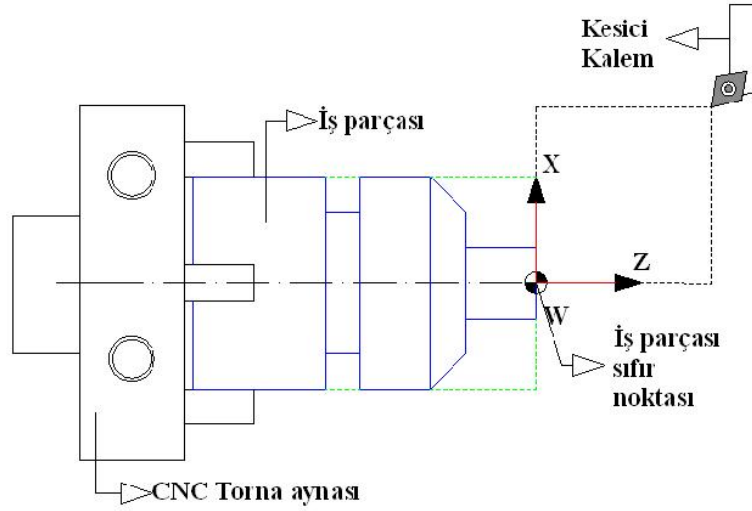 Kesici
Kalem
İş parçası
X
Z
W
İş parçası
sıfır
noktası
CNC Torna aynası